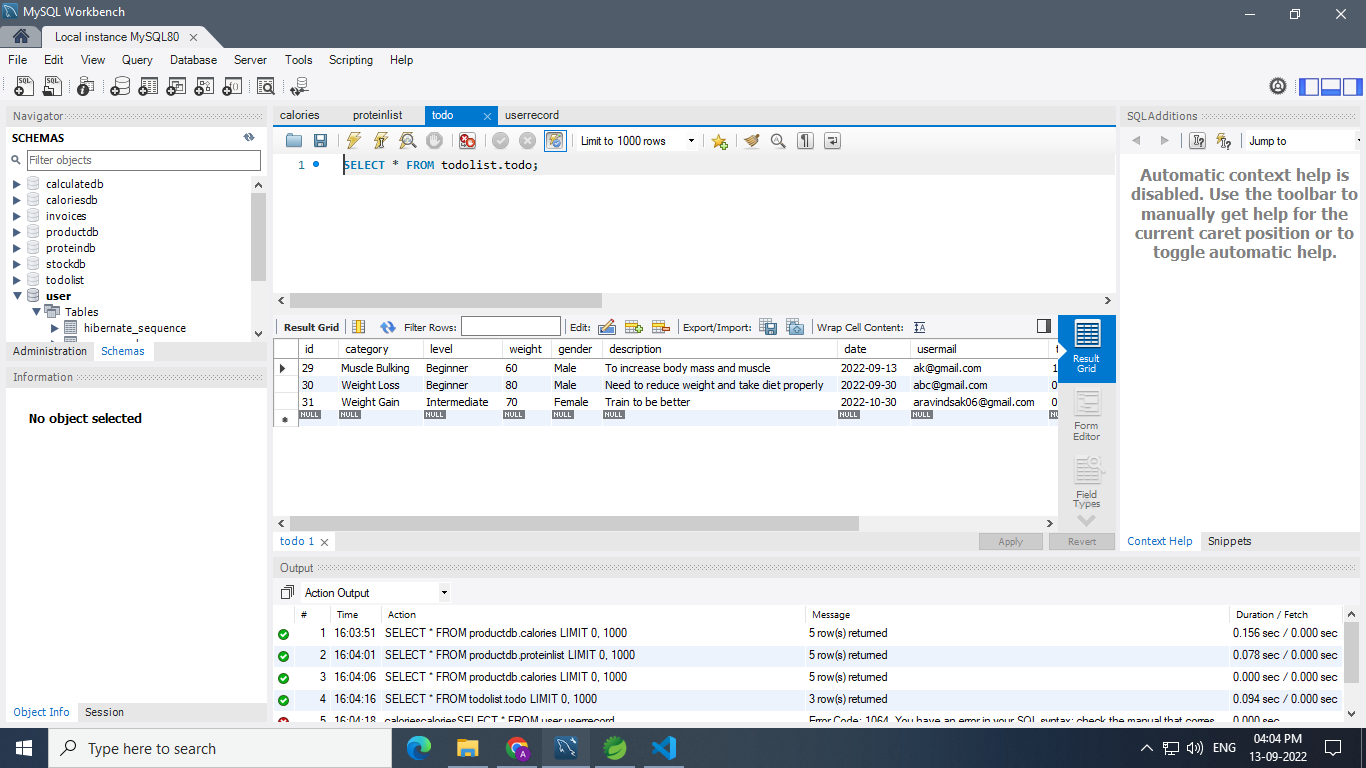 MySQL Workbench
Local instance MySQL80
File Edit View Query Database Server Tools Scripting Help
Navigator
SCHEMAS
Filter objects
calculatedb
caloriesdb
invoices
productdb
proteindb
stockdb
todolist
user
Tables
hibernate_sequence
Administration Schemas
Information
No object selected
Object Info Session
calories proteinlist todo userrecord
Limit to 1000 rows
1 SELECT * FROM todolist.todo;
Result Grid Filter Rows: Edit: Export/Import: Wrap Cell Content:
id category level weight gender description date usermail
29 Muscle Bulking Beginner 60 Male To increase body mass and muscle 2022-09-13 ak@gmail.com 1
30 Weight Loss Beginner 80 Male Need to reduce weight and take diet properly 2022-09-30 abc@gmail.com 0
31 Weight Gain Intermediate 70 Female Train to be better 2022-10-30 aravindsak06@gmail.com 0
NULL NULL NULL NULL NULL NULL NULL NULL
Result
Grid
Form
Editor
Field
Types
todo 1 Apply Revert
SQLAdditions
Jump to
Automatic context help is
disabled. Use the toolbar to
manually get help for the
current caret position or to
toggle automatic help.
Context Help Snippets
Output
Action Output
# Time Action Message Duration / Fetch
1 16:03:51 SELECT * FROM productdb.calories LIMIT 0, 1000 5 row(s) returned 0.156 sec / 0.000 sec
2 16:04:01 SELECT * FROM productdb.proteinlist LIMIT 0, 1000 5 row(s) returned 0.078 sec / 0.000 sec
3 16:04:06 SELECT * FROM productdb.calories LIMIT 0, 1000 5 row(s) returned 0.000 sec / 0.000 sec
4 16:04:16 SELECT * FROM todolist.todo LIMIT 0, 1000 3 row(s) returned 0.094 sec / 0.000 sec
5 16:04:18 caloriescaloriesSELECT * FROM user.userrecord Error Code: 1064. You have an error in your SQL syntax; check the manual that corres... 0.000 sec
Type here to search
ENG
04:04 PM
13-09-2022